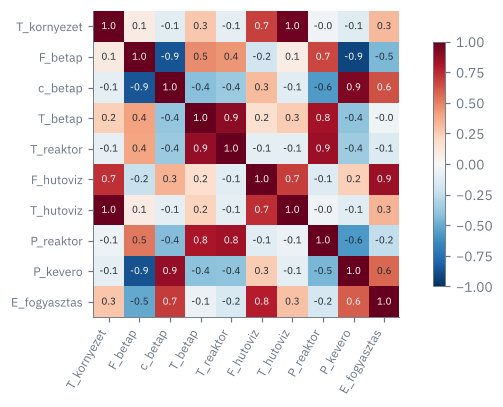 T_kornyezet 1.0 0.1 -0.1 0.3 -0.1 0.7 1.0 -0.0 -0.1 0.3
F_betap 0.1 1.0 -0.9 0.5 0.4 -0.2 0.1 0.7 -0.9 -0.5
c_betap -0.1 -0.9 1.0 -0.4 -0.4 0.3 -0.1 -0.6 0.9 0.6
T_betap 0.2 0.4 -0.4 1.0 0.9 0.2 0.3 0.8 -0.4 -0.0
T_reaktor -0.1 0.4 -0.4 0.9 1.0 -0.1 -0.1 0.9 -0.4 -0.1
F_hutoviz 0.7 -0.2 0.3 0.2 -0.1 1.0 0.7 -0.1 0.2 0.9
T_hutoviz 1.0 0.1 -0.1 0.2 -0.1 0.7 1.0 -0.0 -0.1 0.3
P_reaktor -0.1 0.5 -0.4 0.8 0.8 -0.1 -0.1 1.0 -0.6 -0.2
P_kevero -0.1 -0.9 0.9 -0.4 -0.4 0.3 -0.1 -0.5 1.0 0.6
E_fogyasztas 0.3 -0.5 0.7 -0.1 -0.2 0.8 0.3 -0.2 0.6 1.0
T_kornyezet F_betap c_betap T_betap T_reaktor F_hutoviz T_hutoviz P_reaktor P_kevero E_fogyasztas
1.00
0.75
0.50
0.25
0.00
−0.25
−0.50
−0.75
−1.00